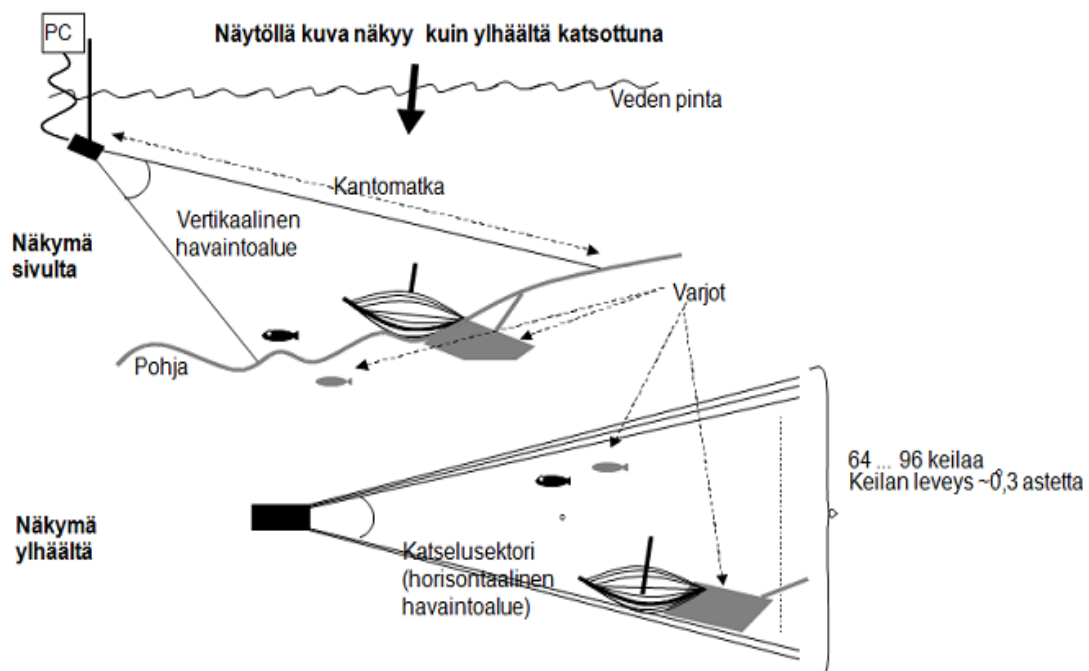 PC
Näytöllä kuva näkyy kuin ylhäältä katsottuna
Veden pinta
Kantomatka
Vertikaalinen
havaintoalue
Näkymä
sivulta
Varjot
Pohja
64 ... 96 keilaa
Keilan leveys ~0,3 astetta
Näkymä
ylhäältä
Katselusektori
(horisontaalinen
havaintoalue)